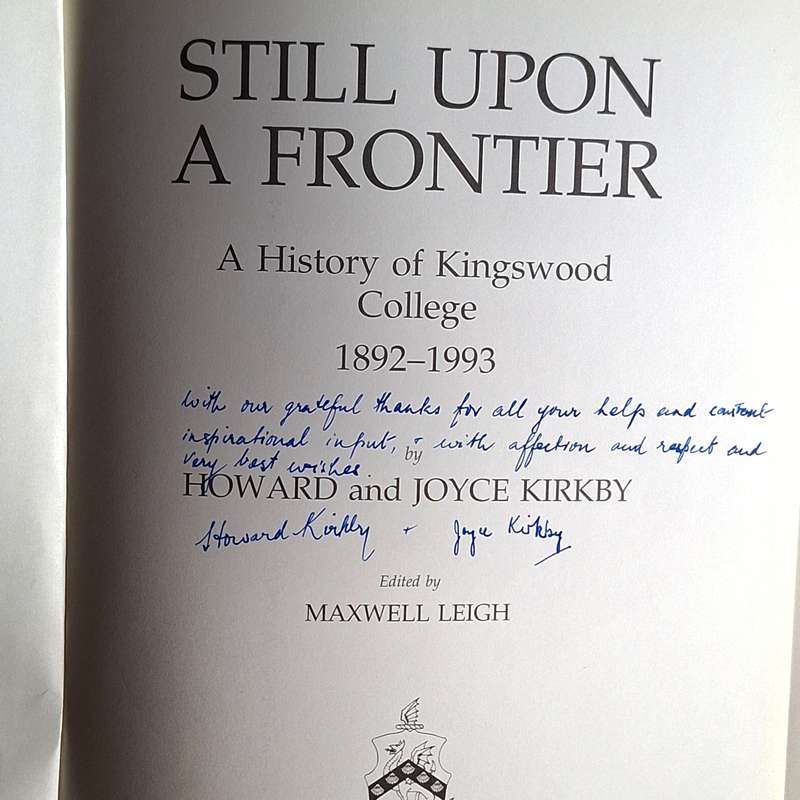 STILL UPON
A FRONTIER
A History of Kingswood
College
1892–1993
With our grateful thanks for all your help and constant
inspirational input, + with affection and respect and
very best wishes.
by
HOWARD and JOYCE KIRKBY
Howard Kirkby + Joyce Kirkby
Edited by
MAXWELL LEIGH